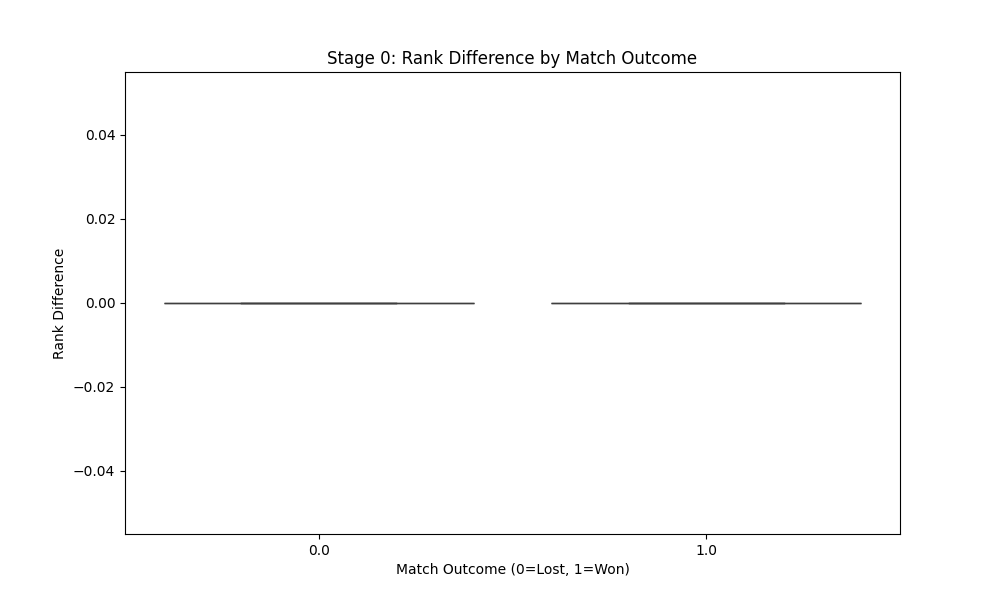 Stage 0: Rank Difference by Match Outcome
Rank Difference
0.04
0.02
0.00
−0.02
−0.04
0.0 1.0
Match Outcome (0=Lost, 1=Won)